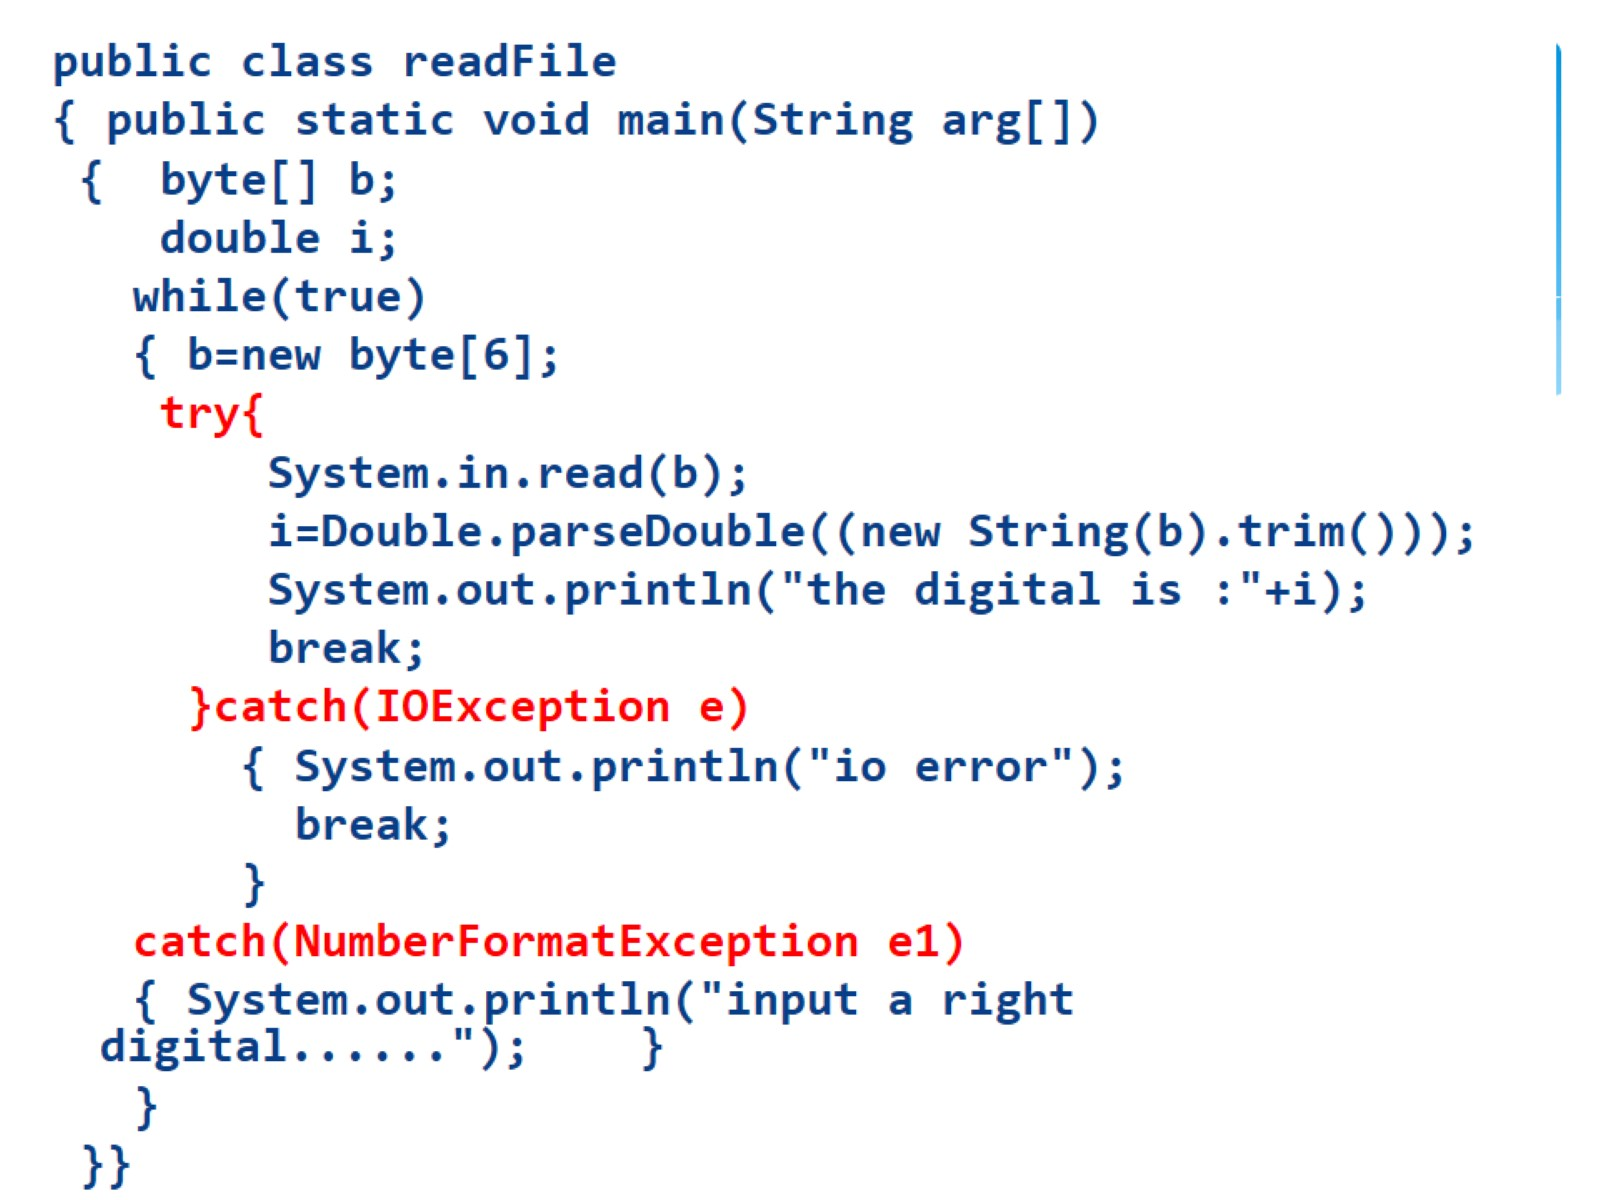 public class readFile
{ public static void main(String arg[])
{ byte[] b;
double i;
while(true)
{ b=new byte[6];
try{
System.in.read(b);
i=Double.parseDouble((new String(b).trim()));
System.out.println("the digital is :"+i);
break;
}catch(IOException e)
{ System.out.println("io error");
break;
}
catch(NumberFormatException e1)
{ System.out.println("input a right
digital......"); }
}
}}